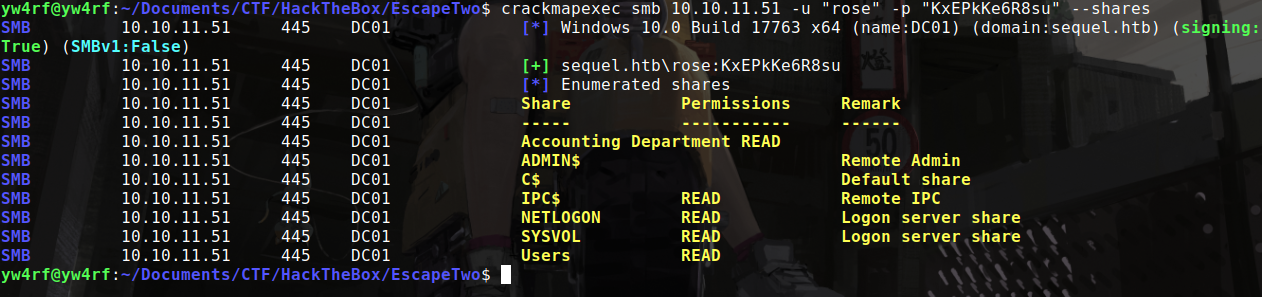 yw4rf@yw4rf:~/Documents/CTF/HackTheBox/EscapeTwo$ crackmapexec smb 10.10.11.51 -u "rose" -p "KxEPkKe6R8su" --shares
SMB 10.10.11.51 445 DC01 [*] Windows 10.0 Build 17763 x64 (name:DC01) (domain:sequel.htb) (signing:
True) (SMBv1:False)
SMB 10.10.11.51 445 DC01 [+] sequel.htb\rose:KxEPkKe6R8su
SMB 10.10.11.51 445 DC01 [*] Enumerated shares
SMB 10.10.11.51 445 DC01 Share Permissions Remark
SMB 10.10.11.51 445 DC01 ----- ----------- ------
SMB 10.10.11.51 445 DC01 Accounting Department READ
SMB 10.10.11.51 445 DC01 ADMIN$ Remote Admin
SMB 10.10.11.51 445 DC01 C$ Default share
SMB 10.10.11.51 445 DC01 IPC$ READ Remote IPC
SMB 10.10.11.51 445 DC01 NETLOGON READ Logon server share
SMB 10.10.11.51 445 DC01 SYSVOL READ Logon server share
SMB 10.10.11.51 445 DC01 Users READ
yw4rf@yw4rf:~/Documents/CTF/HackTheBox/EscapeTwo$
燈
50